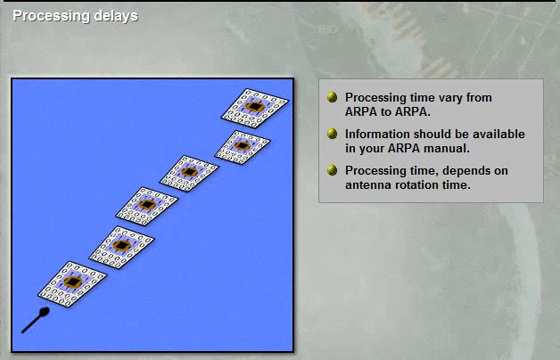 Processing delays
Processing time vary from
ARPA to ARPA.
Information should be available
in your ARPA manual.
Processing time, depends on
antenna rotation time.